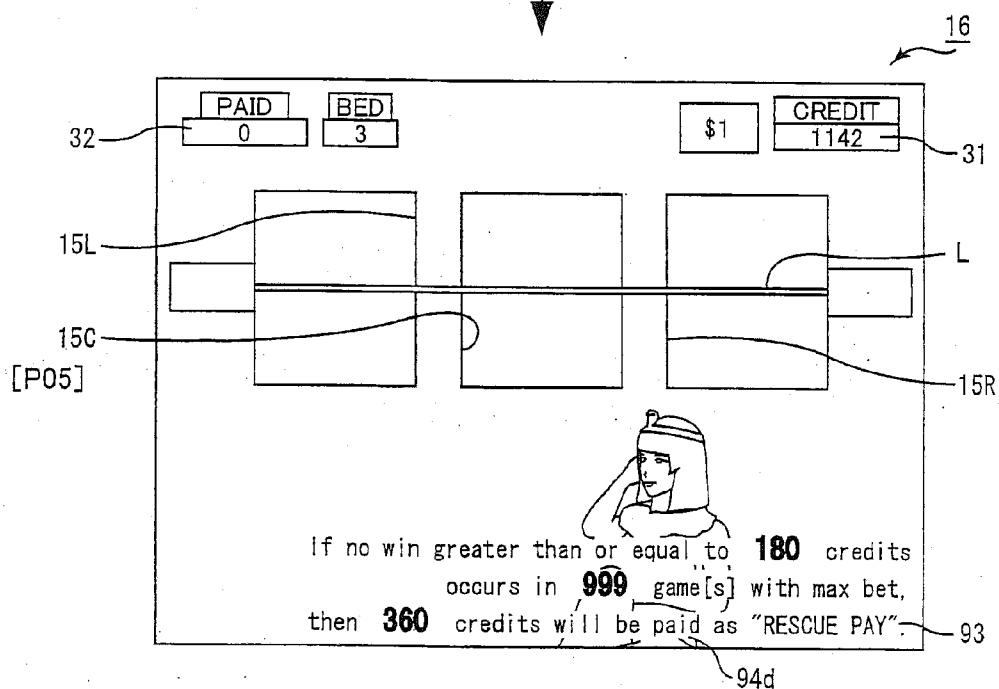 16
PAID BED CREDIT
32 0 3 $1 1142 31
15L
L
15C
[P05]
15R
If no win greater than or equal to 180 credits
occurs in 999 game[s] with max bet,
then 360 credits will be paid as "RESCUE PAY". 93
94d